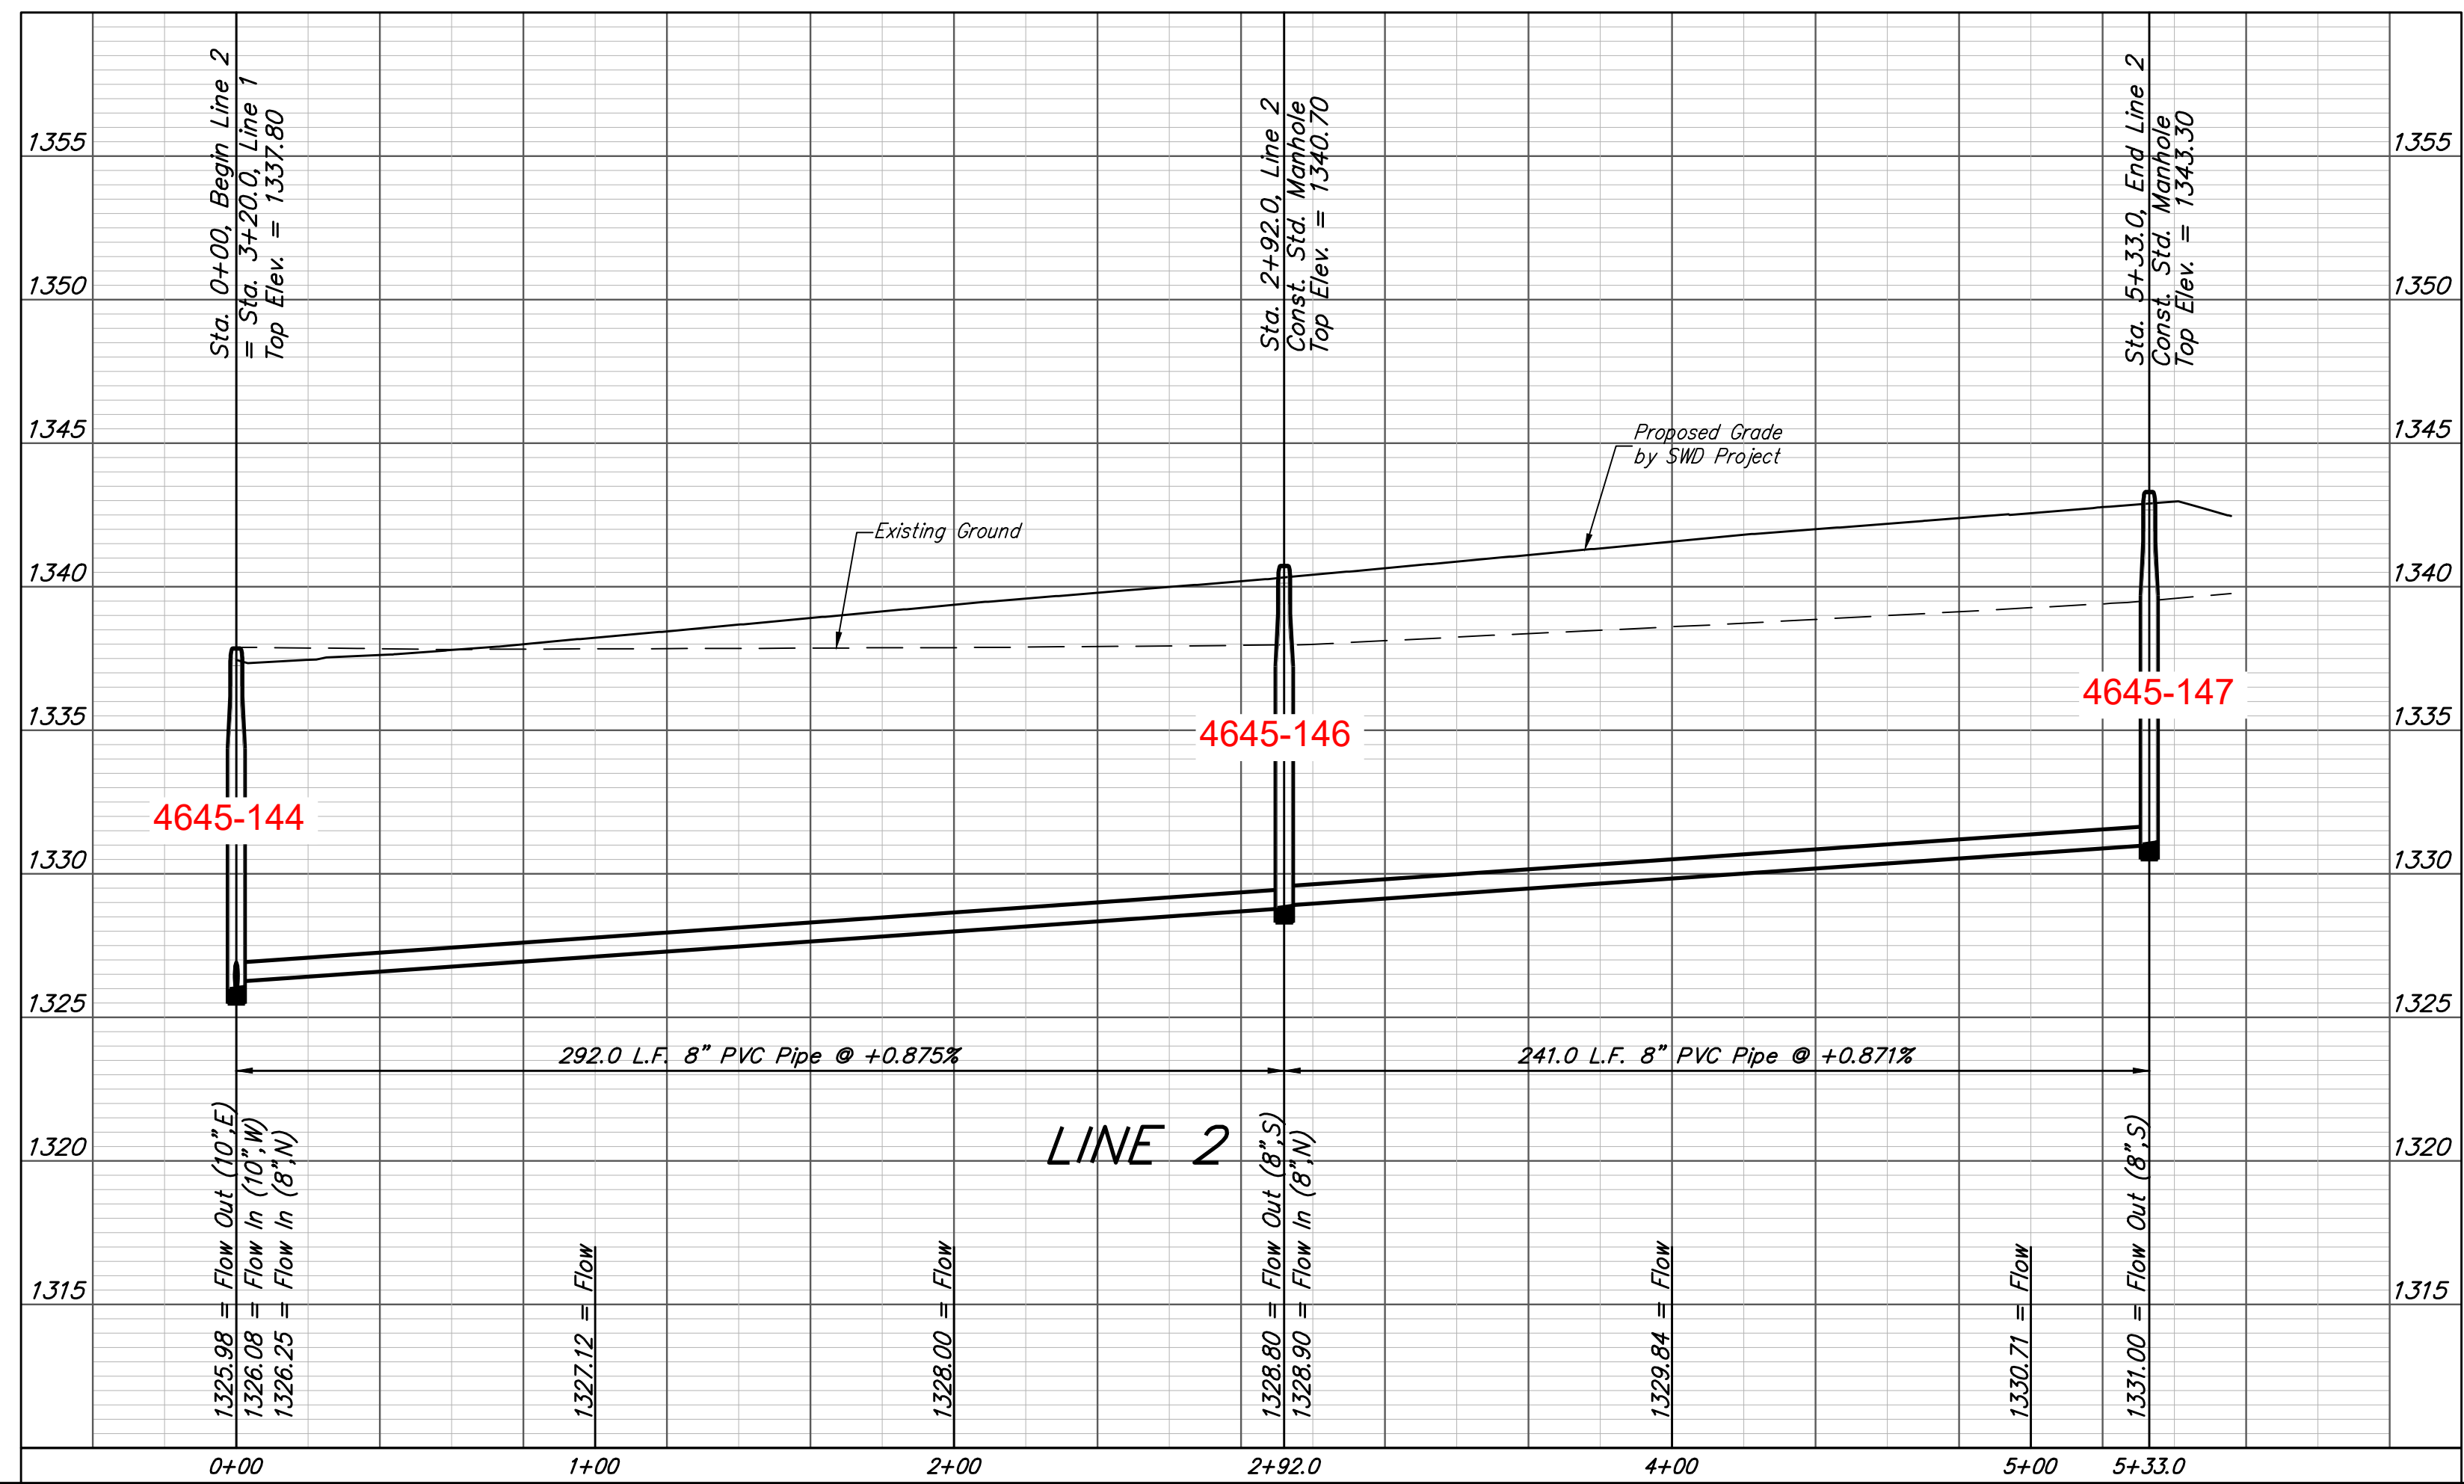 Sta. 0+00, Begin Line 2
= Sta. 3+20.0, Line 1
Top Elev. = 1337.80
Sta. 2+92.0, Line 2
Const. Std. Manhole
Top Elev. = 1340.70
Sta. 5+33.0, End Line 2
Const. Std. Manhole
Top Elev. = 1343.30
1355
1355
1350
1350
1345
1345
Proposed Grade
by SWD Project
Existing Ground
1340
1340
4645-147
1335
1335
4645-146
4645-144
1330
1330
1325
1325
292.0 L.F. 8" PVC Pipe @ +0.875%
241.0 L.F. 8" PVC Pipe @ +0.871%
LINE 2
1320
1320
1315
1315
1325.98 = Flow Out (10",E)
1326.08 = Flow In (10",W)
1326.25 = Flow In (8",N)
1327.12 = Flow
1328.00 = Flow
1328.80 = Flow Out (8",S)
1328.90 = Flow In (8",N)
1329.84 = Flow
1330.71 = Flow
1331.00 = Flow Out (8",S)
0+00
1+00
2+00
2+92.0
4+00
5+00
5+33.0